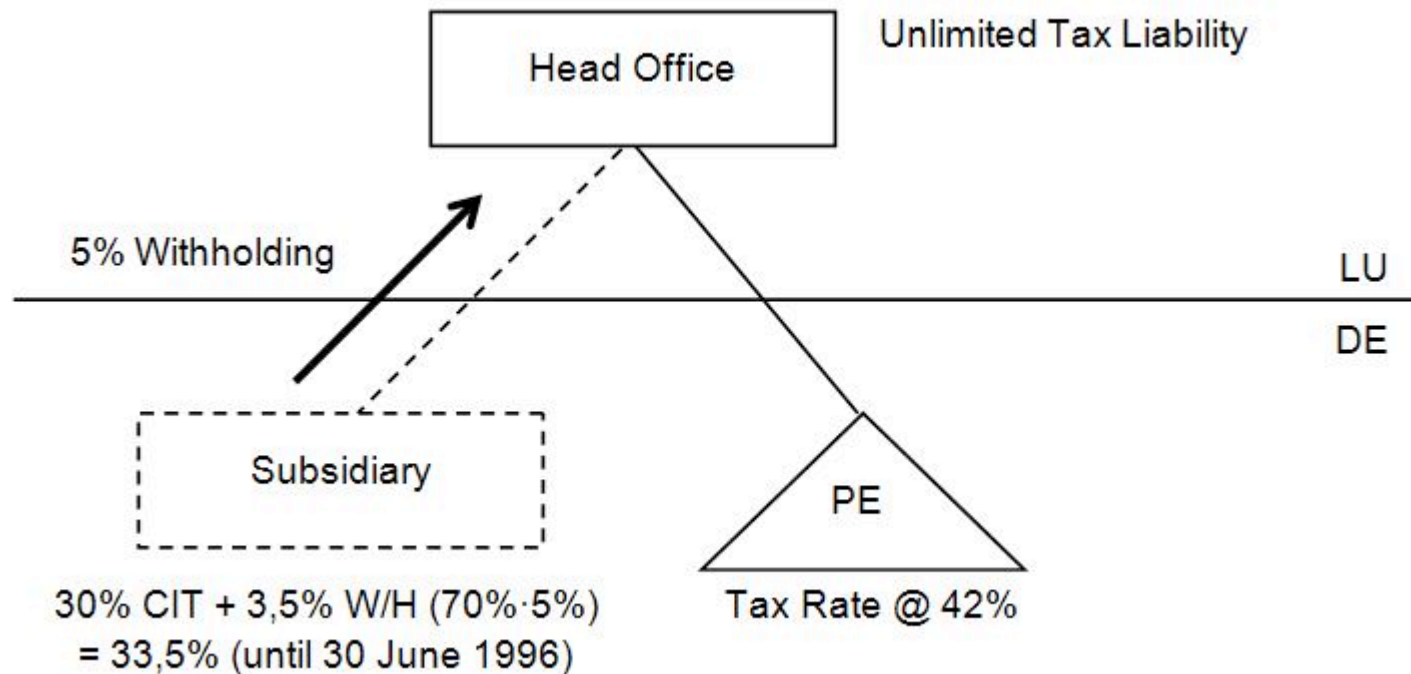 Head Office
Unlimited Tax Liability
5% Withholding
LU
DE
Subsidiary
PE
30% CIT + 3,5% W/H (70%·5%)
= 33,5% (until 30 June 1996)
Tax Rate @ 42%